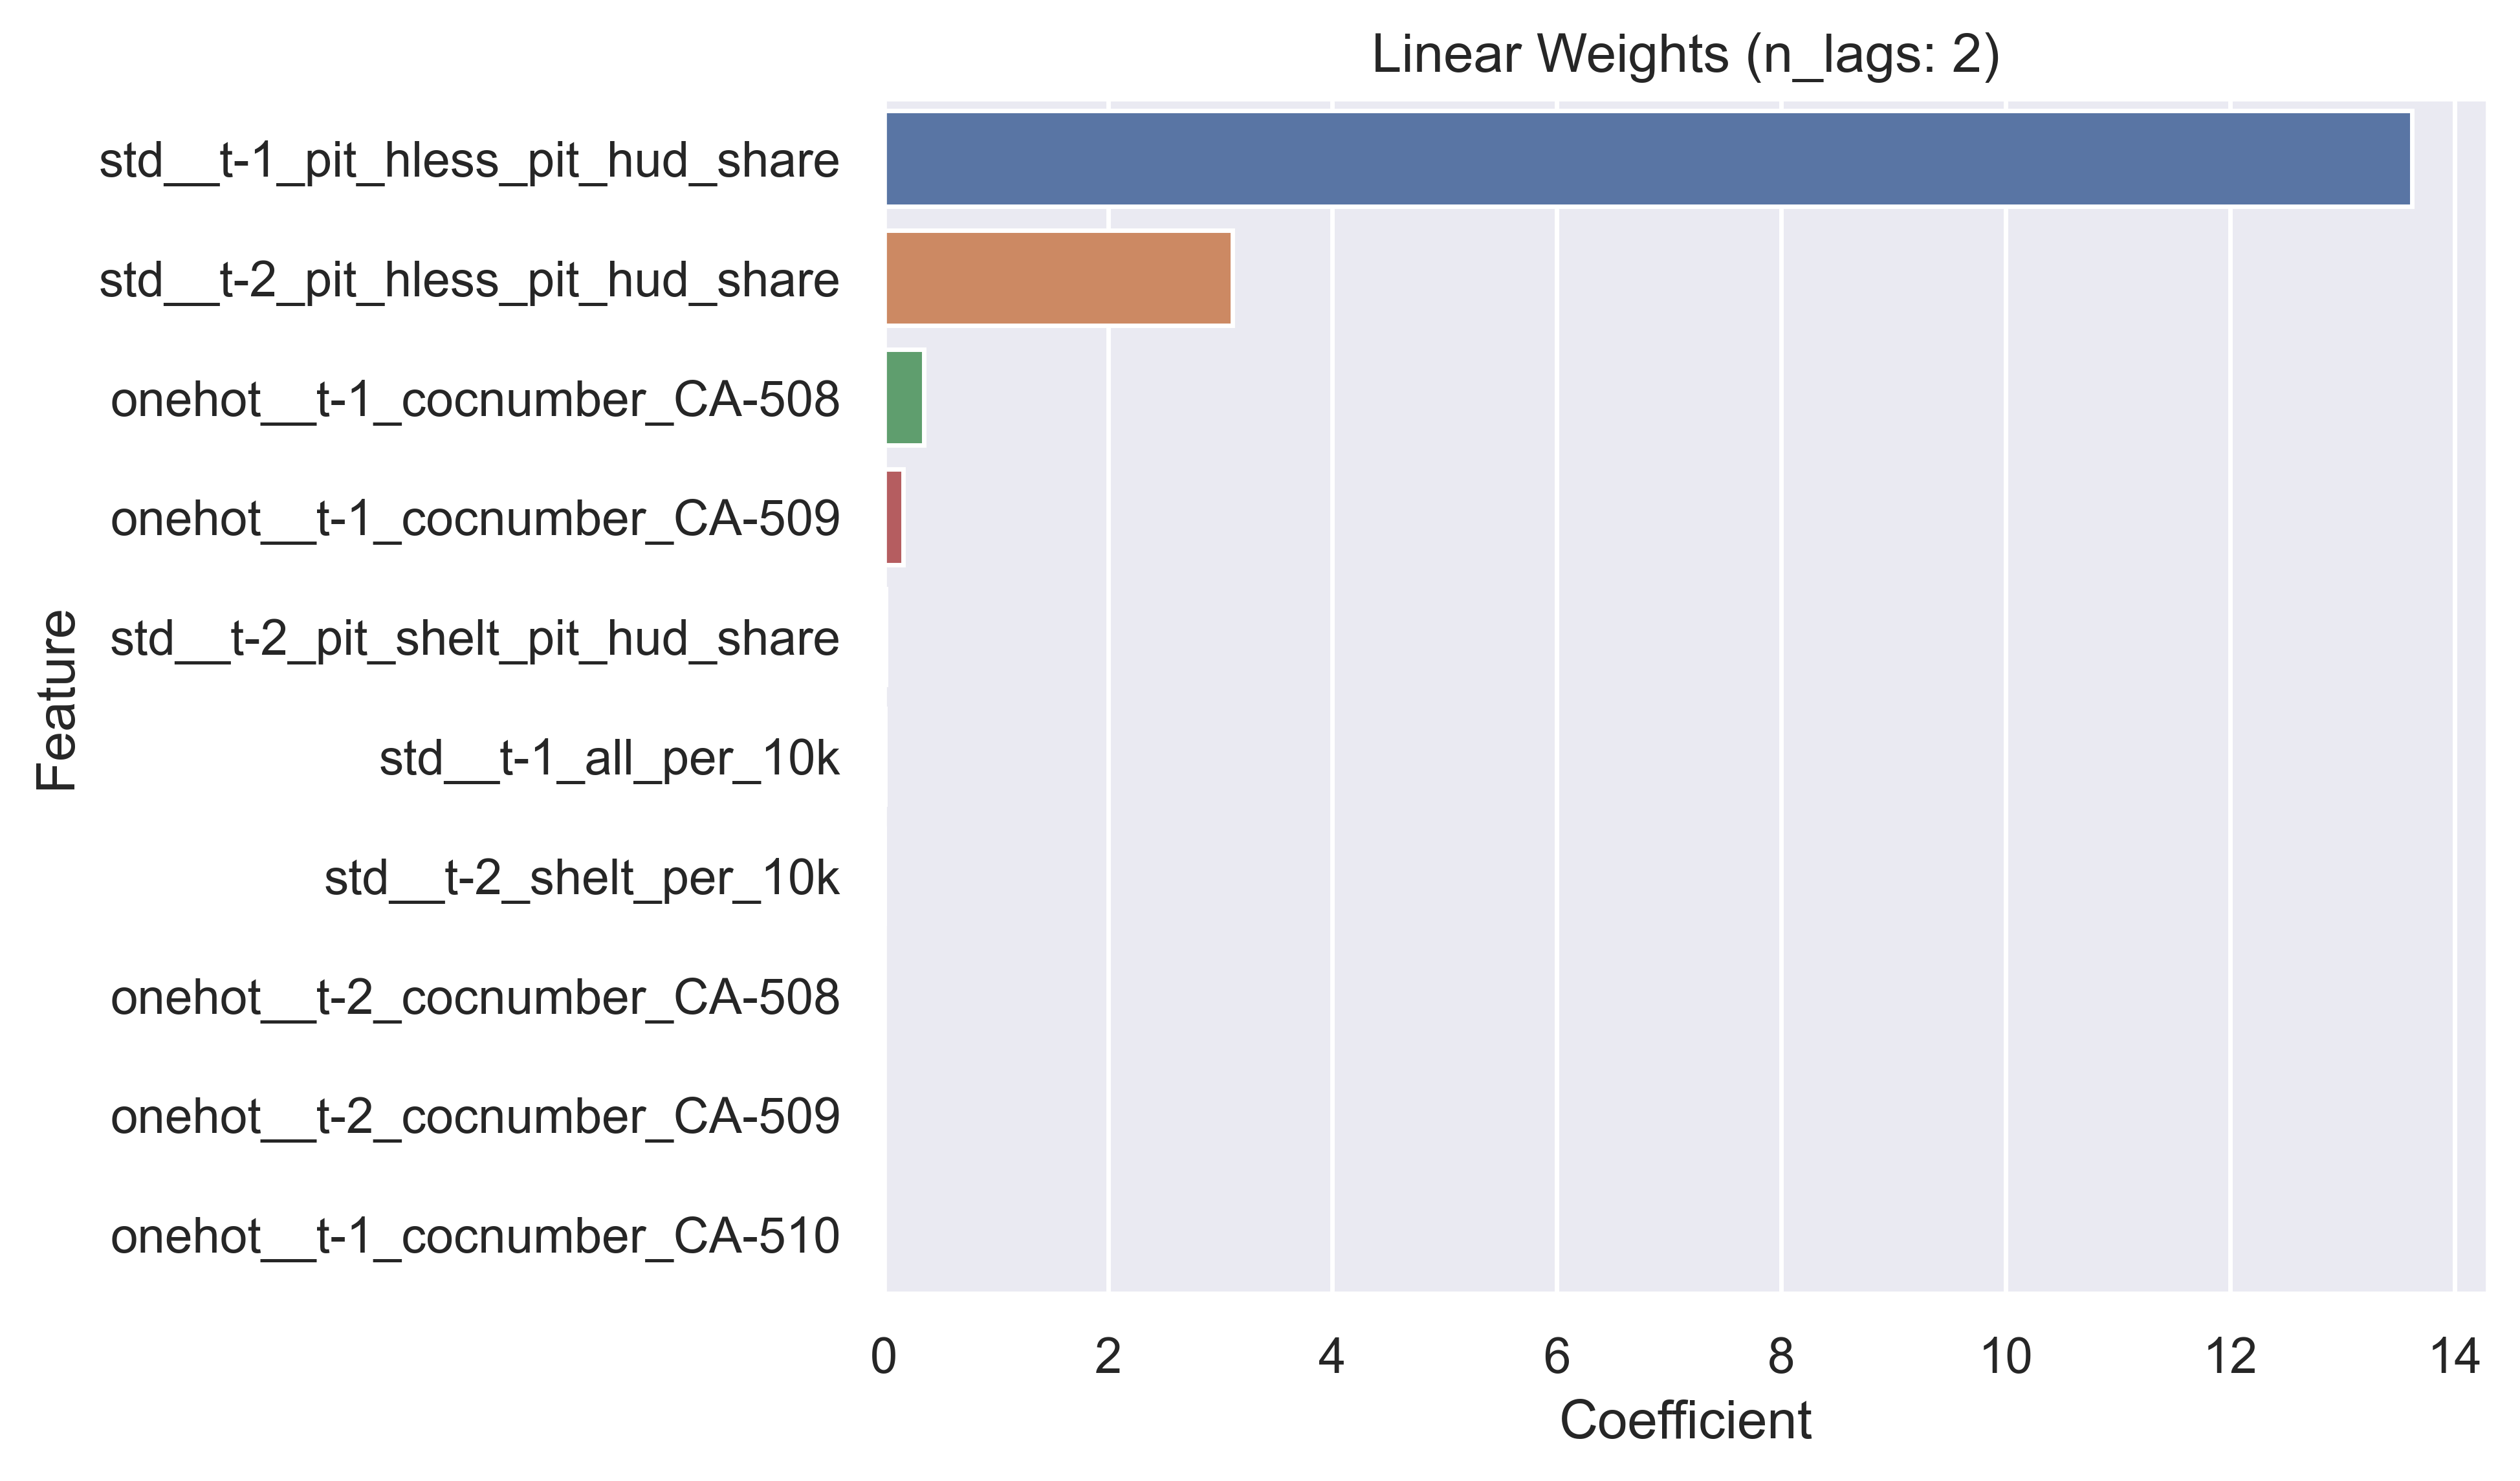 Linear Weights (n_lags: 2)
std__t-1_pit_hless_pit_hud_share
std__t-2_pit_hless_pit_hud_share
onehot__t-1_cocnumber_CA-508
onehot__t-1_cocnumber_CA-509
std__t-2_pit_shelt_pit_hud_share
std__t-1_all_per_10k
std__t-2_shelt_per_10k
onehot__t-2_cocnumber_CA-508
onehot__t-2_cocnumber_CA-509
onehot__t-1_cocnumber_CA-510
Feature
0 2 4 6 8 10 12 14
Coefficient